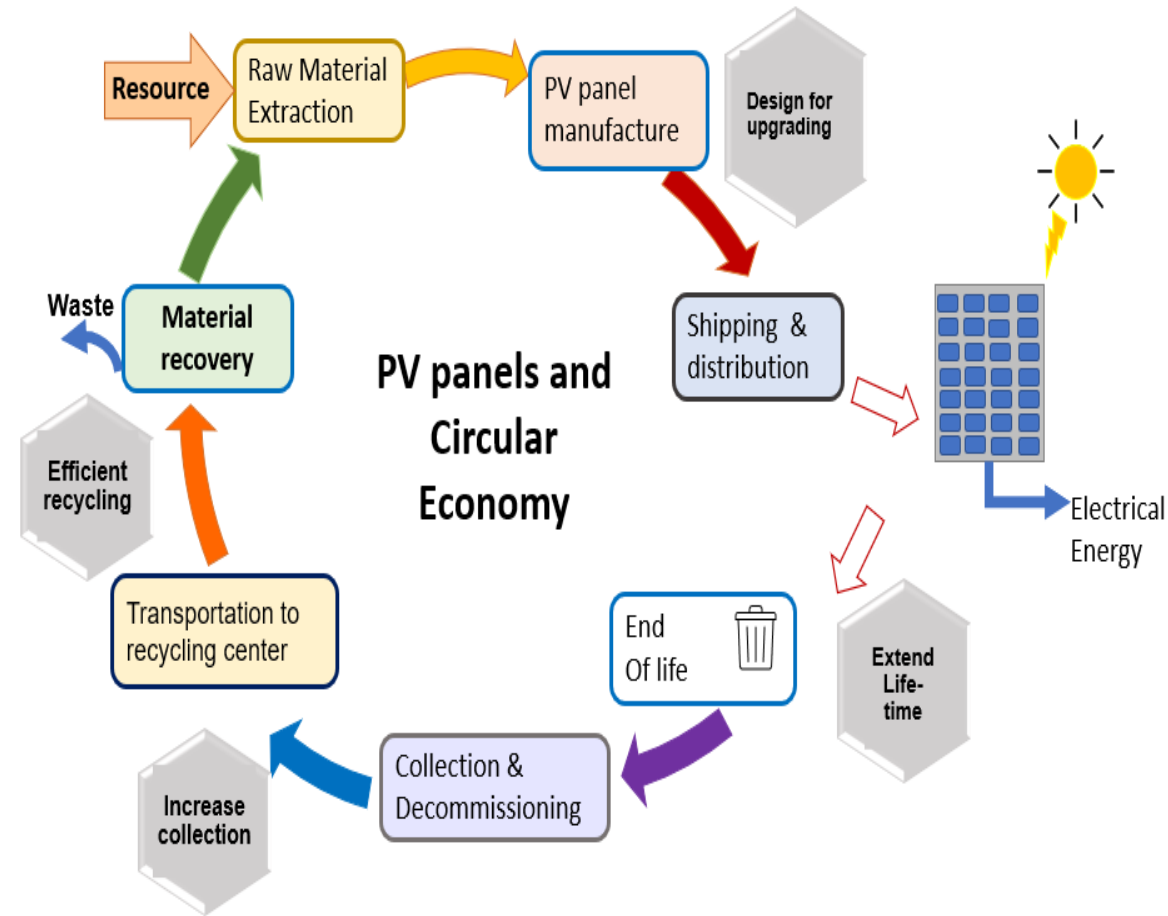 Resource
Raw Material
Extraction
PV panel
manufacture
Design for
upgrading
Waste
Material
recovery
Shipping  &
distribution
PV panels and
Circular
Economy
Efficient
recycling
Electrical
Energy
Transportation to
recycling center
End
Of life
Extend
Life-
time
Collection &
Decommissioning
Increase
collection